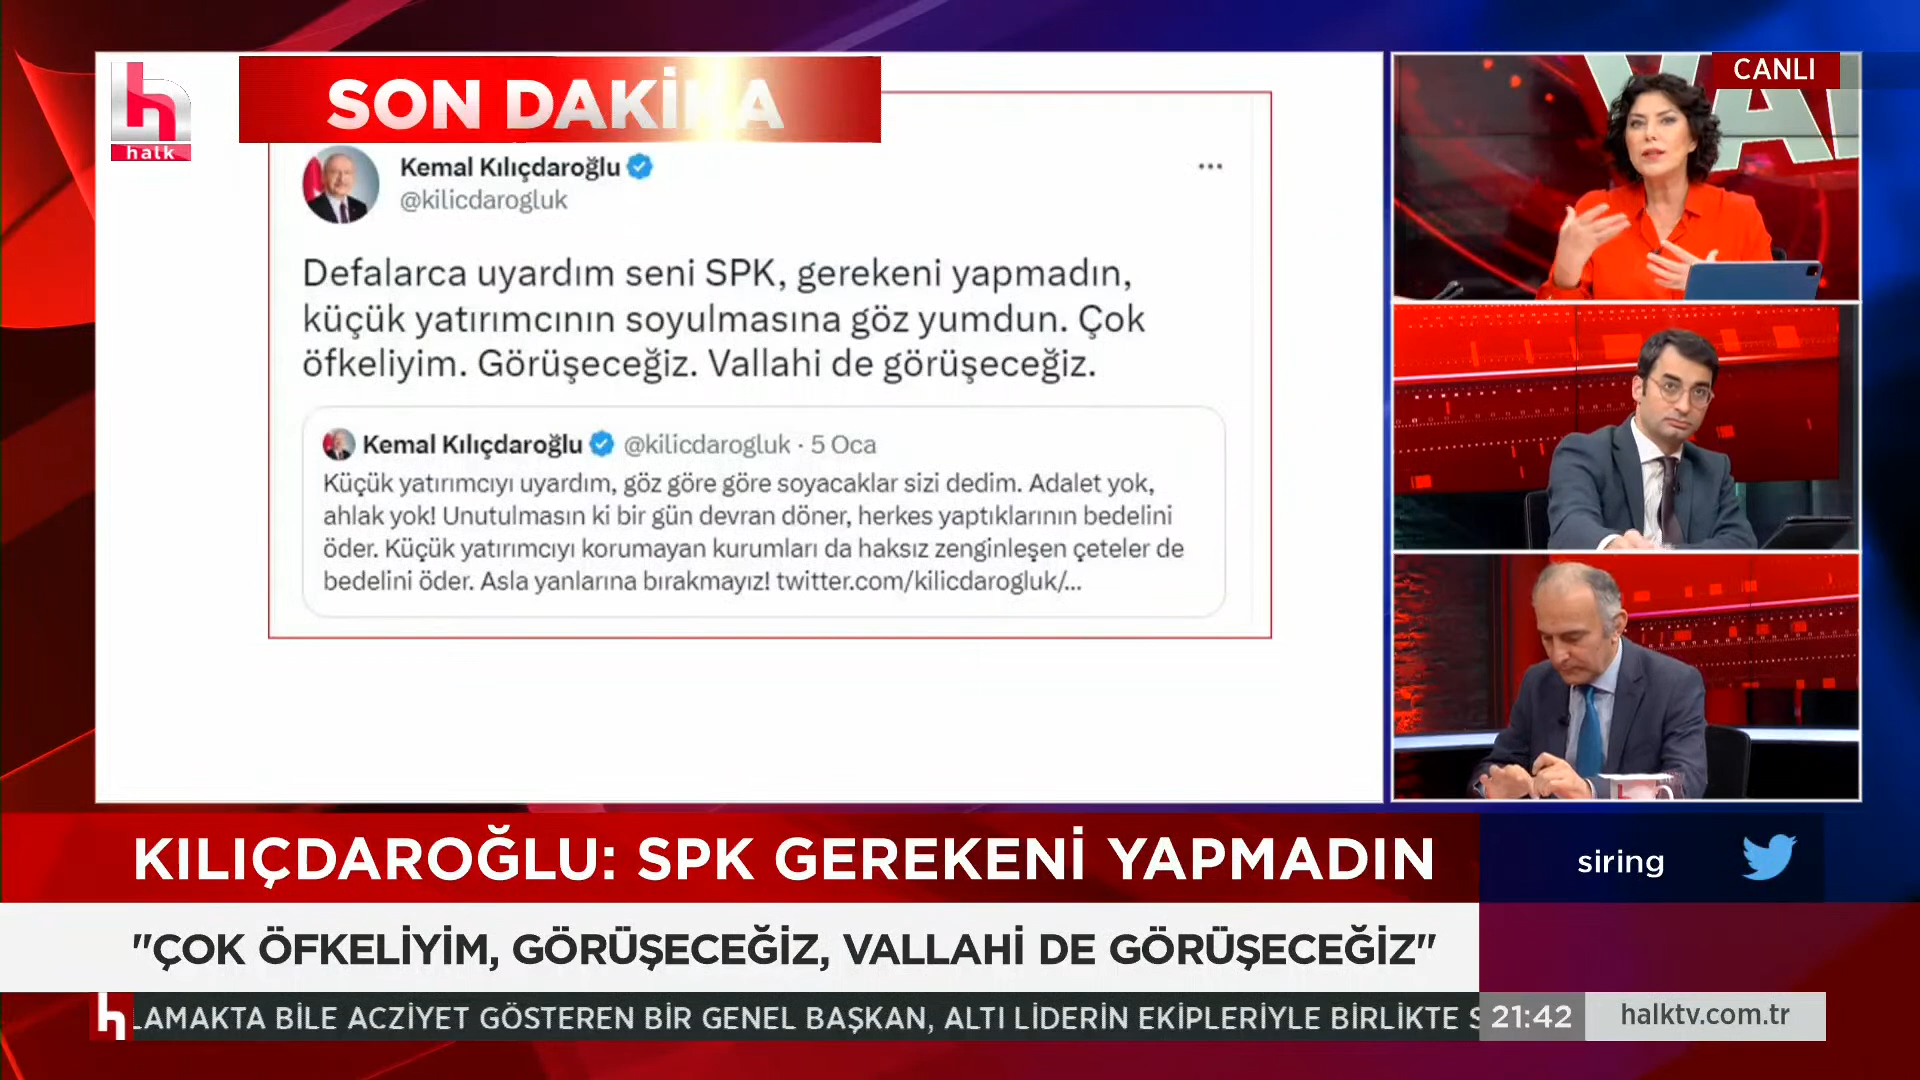 halk
SON DAKİKA
CANLI
Kemal Kılıçdaroğlu
@kilicdarogluk
Defalarca uyardım seni SPK, gerekeni yapmadın,
küçük yatırımcının soyulmasına göz yumdun. Çok
öfkeliyim. Görüşeceğiz. Vallahi de görüşeceğiz.
Kemal Kılıçdaroğlu @kilicdarogluk · 5 Oca
Küçük yatırımcıyı uyardım, göz göre göre soyacaklar sizi dedim. Adalet yok,
ahlak yok! Unutulmasın ki bir gün devran döner, herkes yaptıklarının bedelini
öder. Küçük yatırımcıyı korumayan kurumları da haksız zenginleşen çeteler de
bedelini öder. Asla yanlarına bırakmayız! twitter.com/kilicdarogluk/...
KILIÇDAROĞLU: SPK GEREKENİ YAPMADIN
siring
"ÇOK ÖFKELİYİM, GÖRÜŞECEĞİZ, VALLAHİ DE GÖRÜŞECEĞİZ"
LAMAKTA BİLE ACZİYET GÖSTEREN BİR GENEL BAŞKAN, ALTI LİDERİN EKİPLERİYLE BİRLİKTE
21:42
halktv.com.tr